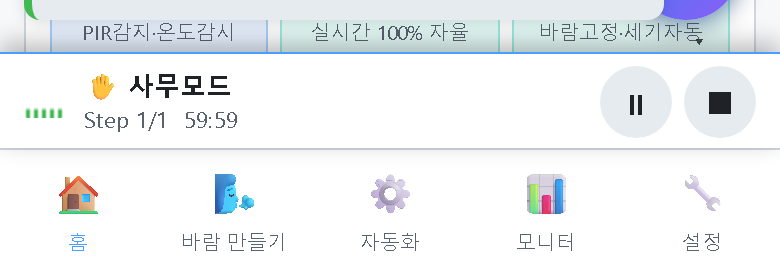 PIR감지·온도감시
실시간 100% 자율
바람고정·세기자동
사무모드
Step 1/1 59:59
홈
바람 만들기
자동화
모니터
설정